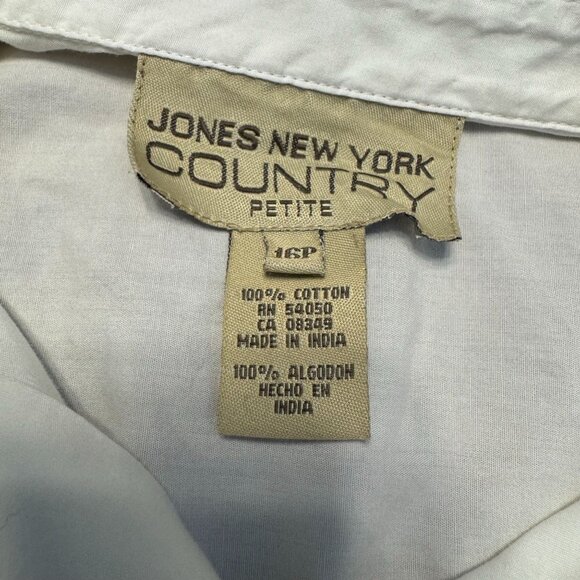 JONES NEW YORK
COUNTRY
PETITE
16P
100% COTTON
RN 54050
CA 08349
MADE IN INDIA
100% ALGODON
HECHO EN
INDIA